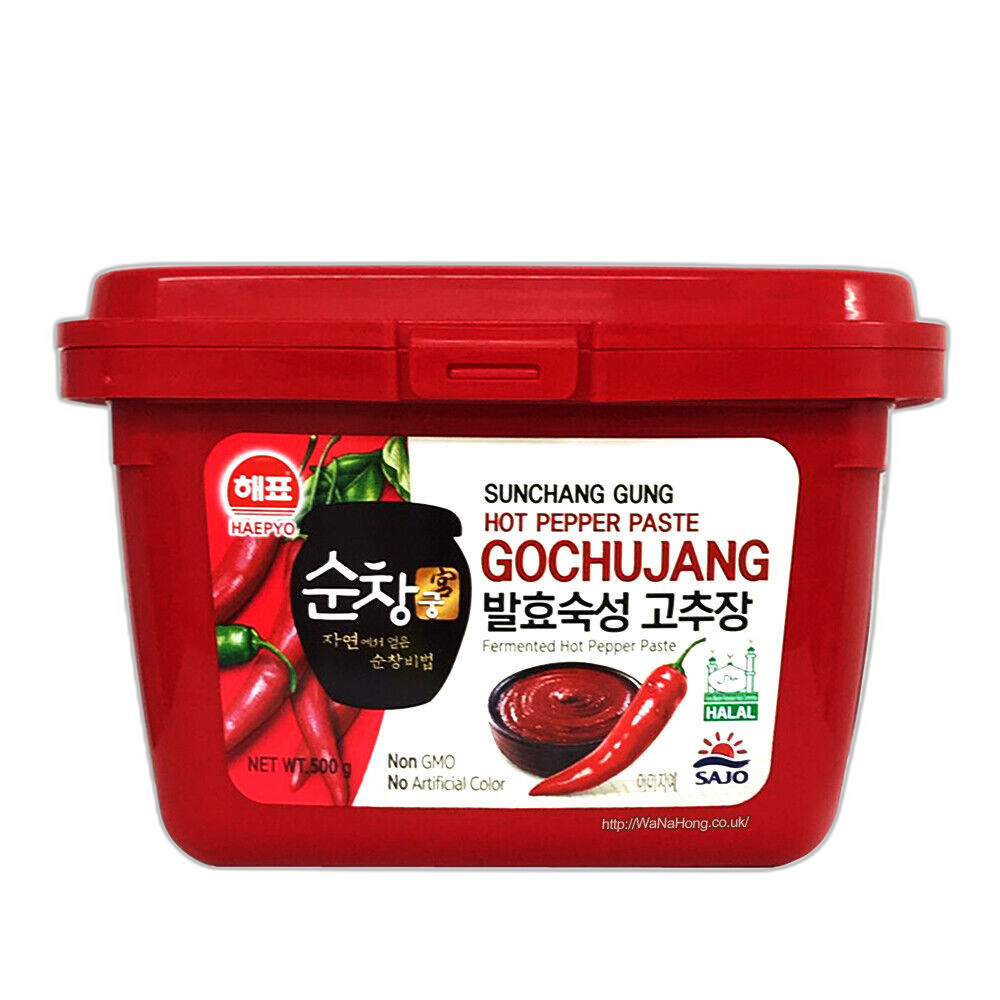 해표
HAEPYO
순창궁
宮
자연에서 얻은
순창비법
NET WT.500 g
Non GMO
No Artificial Color
SUNCHANG GUNG
HOT PEPPER PASTE
GOCHUJANG
발효숙성 고추장
Fermented Hot Pepper Paste
HALAL
SAJO
http://WaNaHong.co.uk/